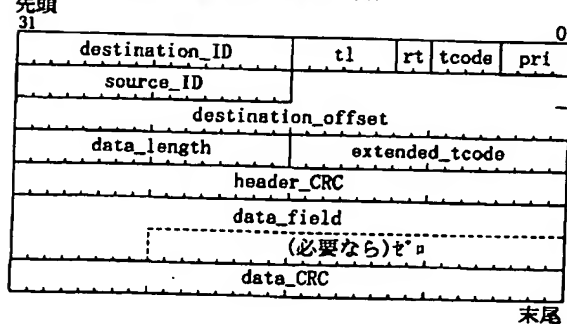 先頭
31 0
destination_ID tl rt tcode pri
source_ID
destination_offset
data_length extended_tcode
header_CRC
data_field
(必要なら)ゼロ
data_CRC
末尾